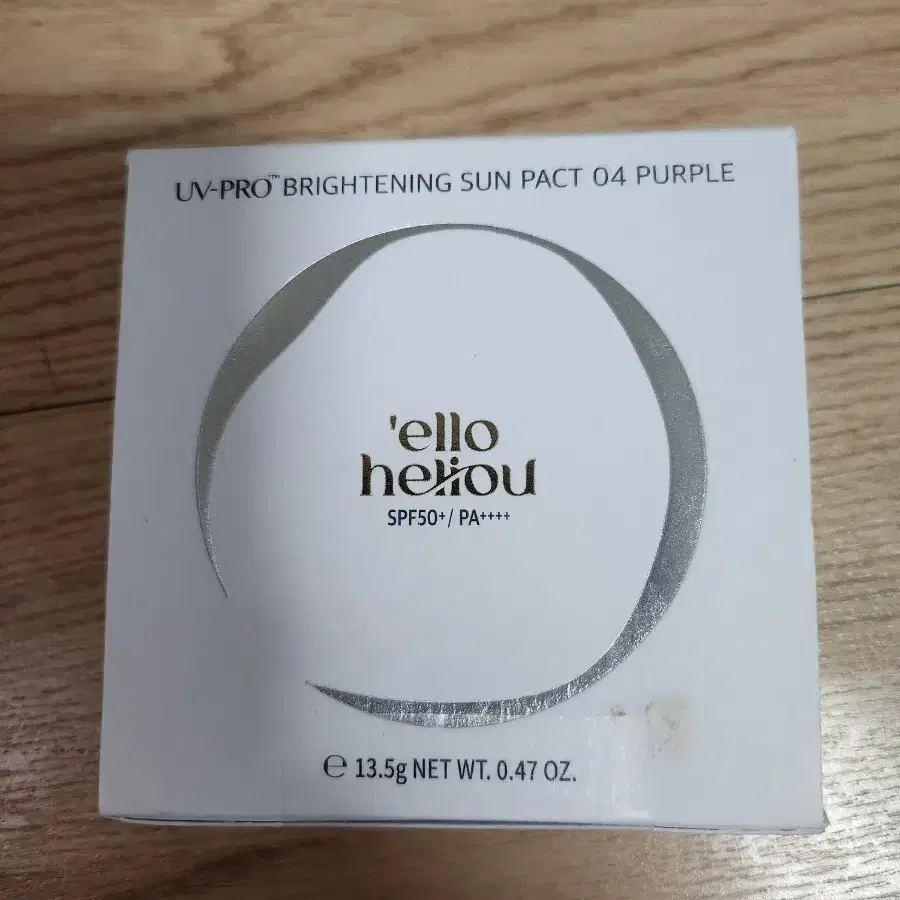 UV-PRO™ BRIGHTENING SUN PACT 04 PURPLE
'ello
heliou
SPF50+/ PA++++
℮ 13.5g NET WT. 0.47 OZ.